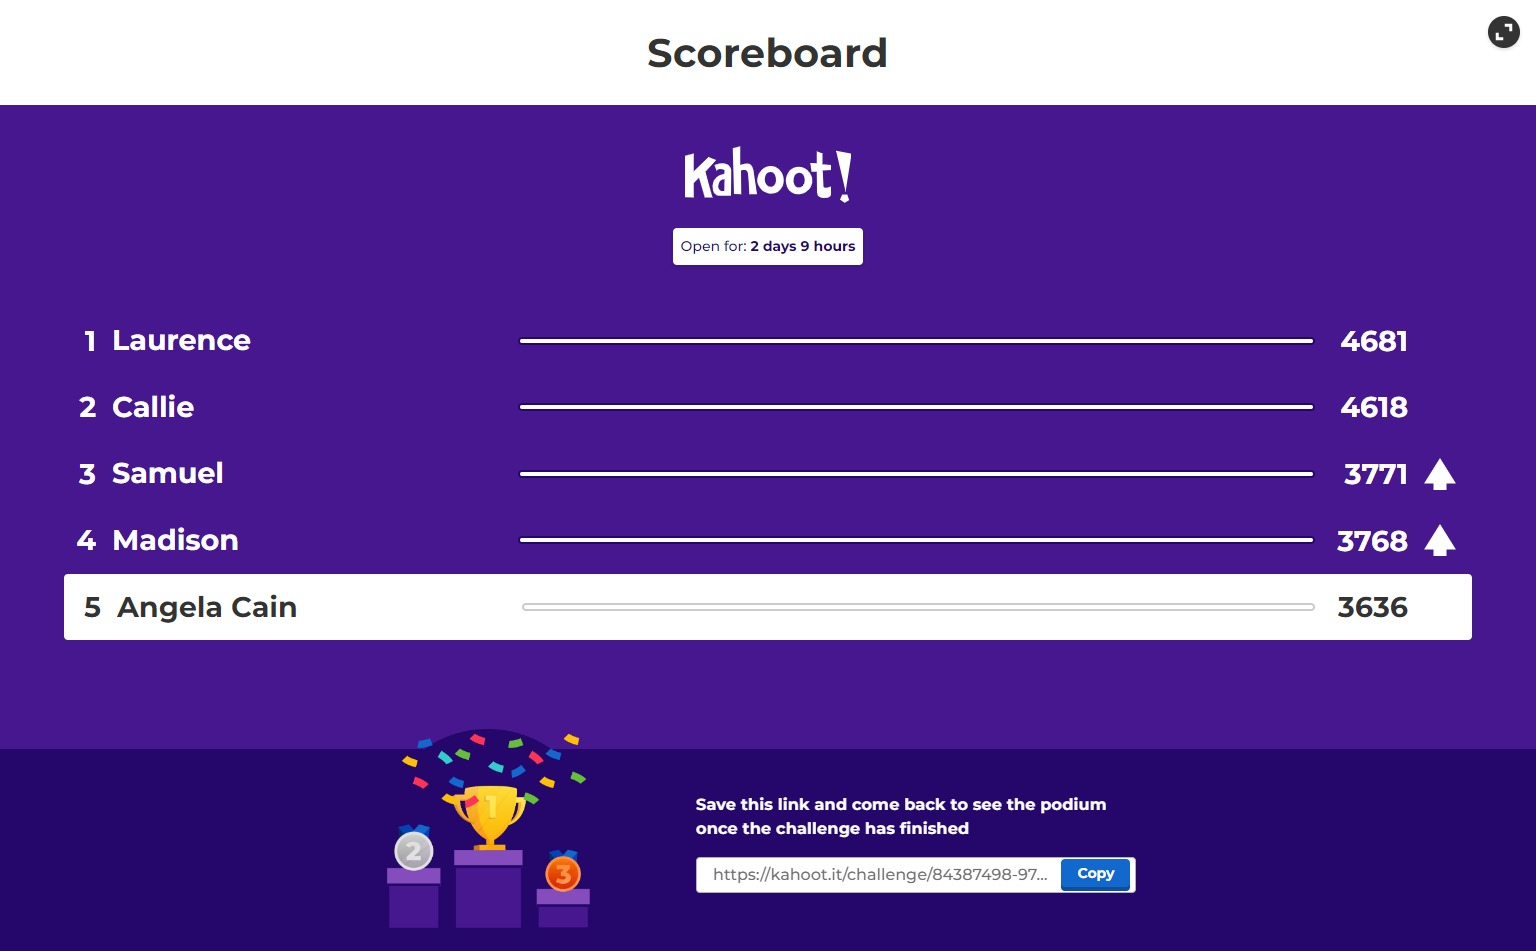 Scoreboard
Kahoot!
Open for: 2 days 9 hours
1 Laurence 4681
2 Callie 4618
3 Samuel 3771
4 Madison 3768
5 Angela Cain 3636
1
2
3
Save this link and come back to see the podium
once the challenge has finished
https://kahoot.it/challenge/84387498-97... Copy